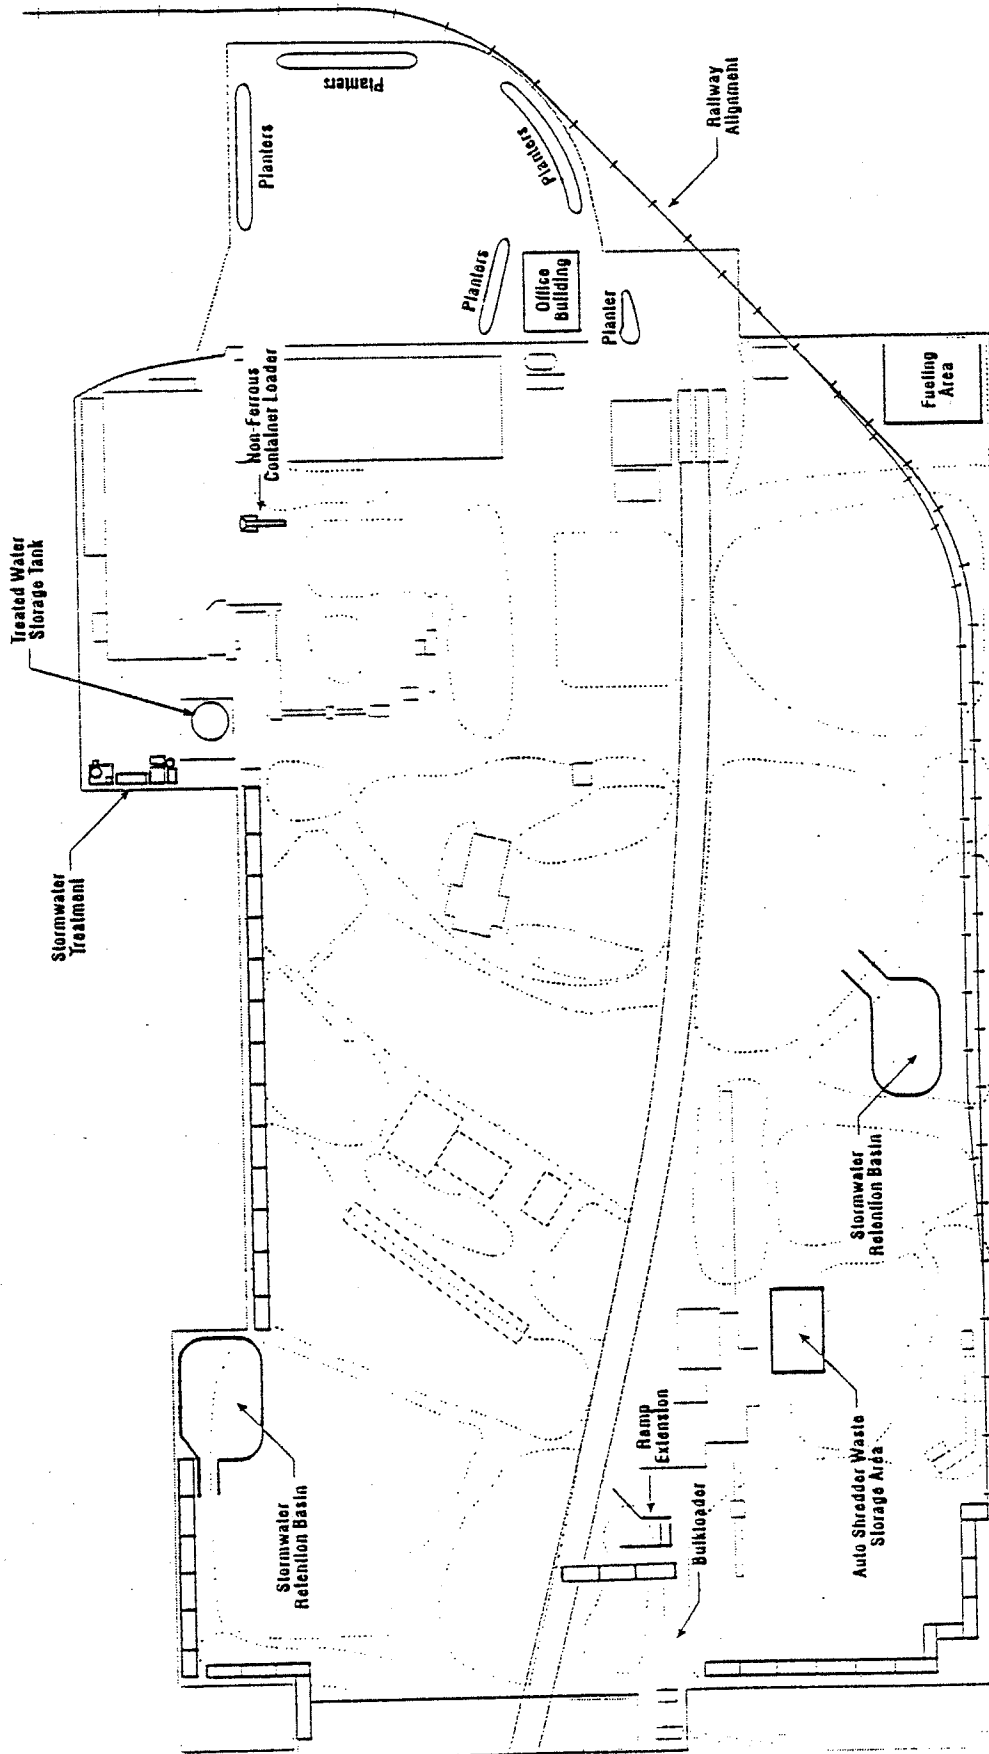 Planters
Planters
Planters
Railway
Alignment
Planters
Office
Building
Planter
Fueling
Area
Non-Ferrous
Container Loader
Treated Water
Storage Tank
Stormwater
Treatment
Stormwater
Retention Basin
Stormwater
Retention Basin
Ramp
Extension
Bulkloader
Auto Shredder Waste
Storage Area